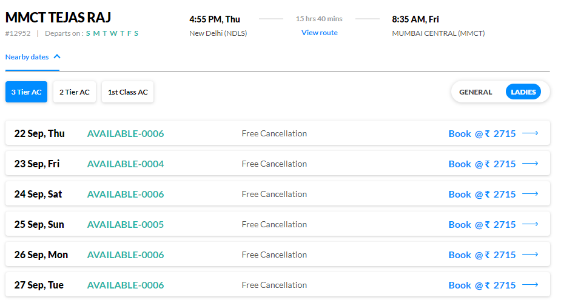 MMCT TEJAS RAJ
#12952 | Departs on : S M T W T F S
4:55 PM, Thu
New Delhi (NDLS)
15 hrs 40 mins
View route
8:35 AM, Fri
MUMBAI CENTRAL (MMCT)
Nearby dates
3 Tier AC 2 Tier AC 1st Class AC GENERAL LADIES
22 Sep, Thu AVAILABLE-0006 Free Cancellation Book @ ₹ 2715
23 Sep, Fri AVAILABLE-0004 Free Cancellation Book @ ₹ 2715
24 Sep, Sat AVAILABLE-0006 Free Cancellation Book @ ₹ 2715
25 Sep, Sun AVAILABLE-0005 Free Cancellation Book @ ₹ 2715
26 Sep, Mon AVAILABLE-0006 Free Cancellation Book @ ₹ 2715
27 Sep, Tue AVAILABLE-0006 Free Cancellation Book @ ₹ 2715